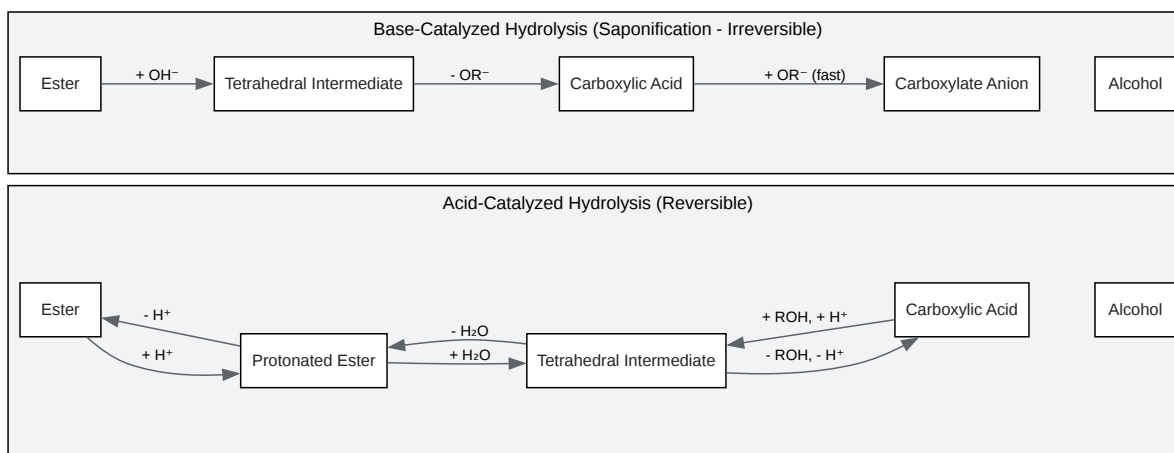 Base-Catalyzed Hydrolysis (Saponification - Irreversible)
Ester
+ OH⁻
Tetrahedral Intermediate
- OR⁻
Carboxylic Acid
+ OR⁻ (fast)
Carboxylate Anion
Alcohol
Acid-Catalyzed Hydrolysis (Reversible)
Ester
- H⁺
+ H⁺
Protonated Ester
- H₂O
+ H₂O
Tetrahedral Intermediate
+ ROH, + H⁺
- ROH, - H⁺
Carboxylic Acid
Alcohol